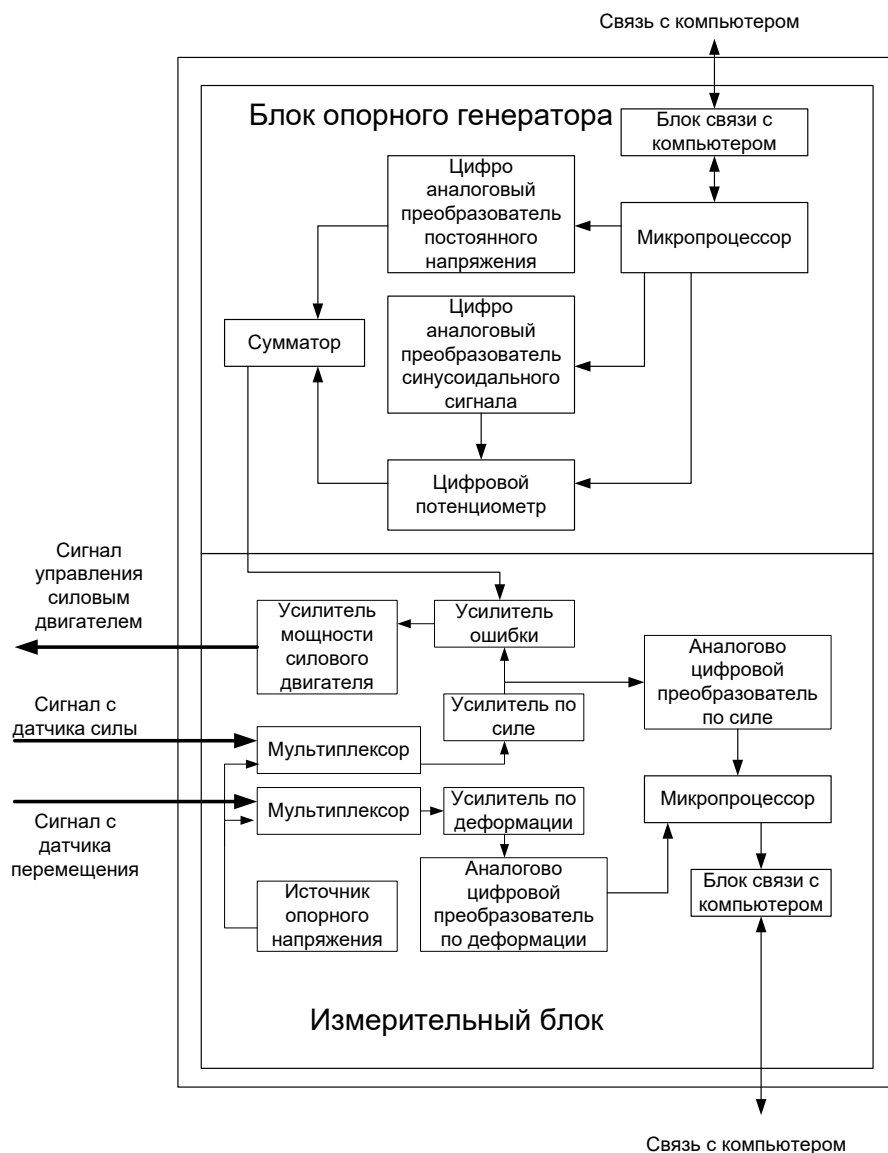 Связь с компьютером
Блок опорного генератора
Блок связи с
компьютером
Цифро
аналоговый
преобразователь
постоянного
напряжения
Микропроцессор
Сумматор
Цифро
аналоговый
преобразователь
синусоидального
сигнала
Цифровой
потенциометр
Сигнал
управления
силовым
двигателем
Усилитель
мощности
силового
двигателя
Усилитель
ошибки
Аналогово
цифровой
преобразователь
по силе
Сигнал с
датчика силы
Усилитель по
силе
Мультиплексор
Мультиплексор
Усилитель по
деформации
Микропроцессор
Сигнал с
датчика
перемещения
Источник
опорного
напряжения
Аналогово
цифровой
преобразователь
по деформации
Блок связи с
компьютером
Измерительный блок
Связь с компьютером